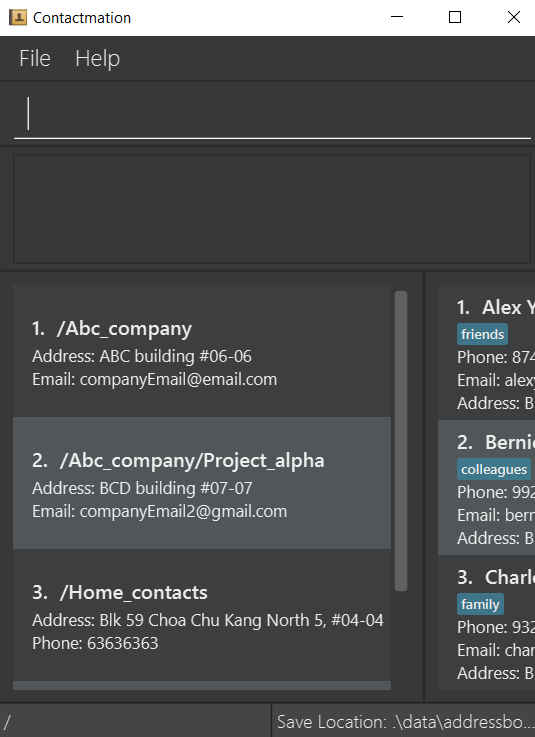 Contactmation
File Help
1. /Abc_company
Address: ABC building #06-06
Email: companyEmail@email.com
2. /Abc_company/Project_alpha
Address: BCD building #07-07
Email: companyEmail2@gmail.com
3. /Home_contacts
Address: Blk 59 Choa Chu Kang North 5, #04-04
Phone: 63636363
1. Alex Y
friends
Phone: 874
Email: alexy
Address: B
2. Bernic
colleagues
Phone: 992
Email: bern
Address: B
3. Charlo
family
Phone: 932
Email: char
Address: B
/
Save Location: .\data\addressbo...